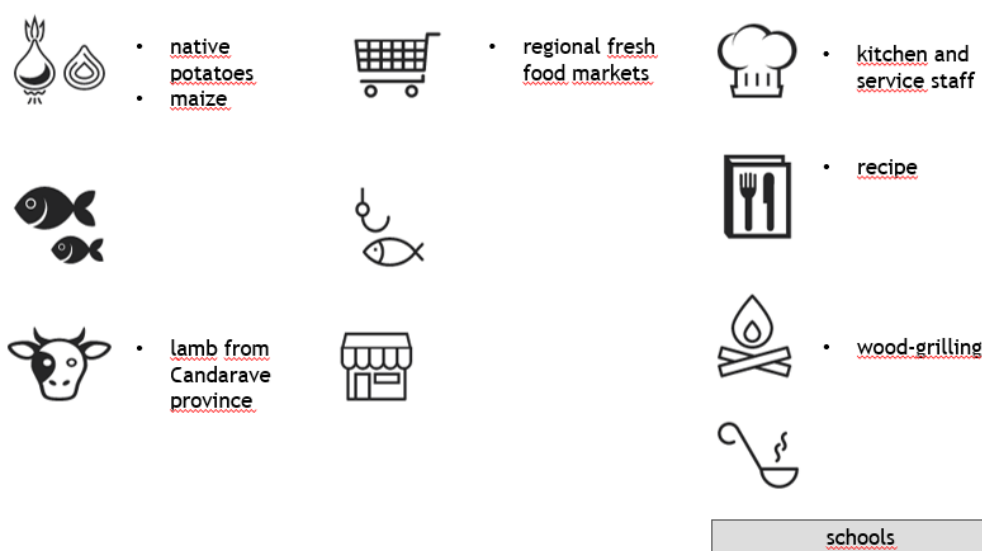 • native
potatoes
• maize
• regional fresh
food markets
• kitchen and
service staff
• recipe
• lamb from
Candarave
province
• wood-grilling
schools